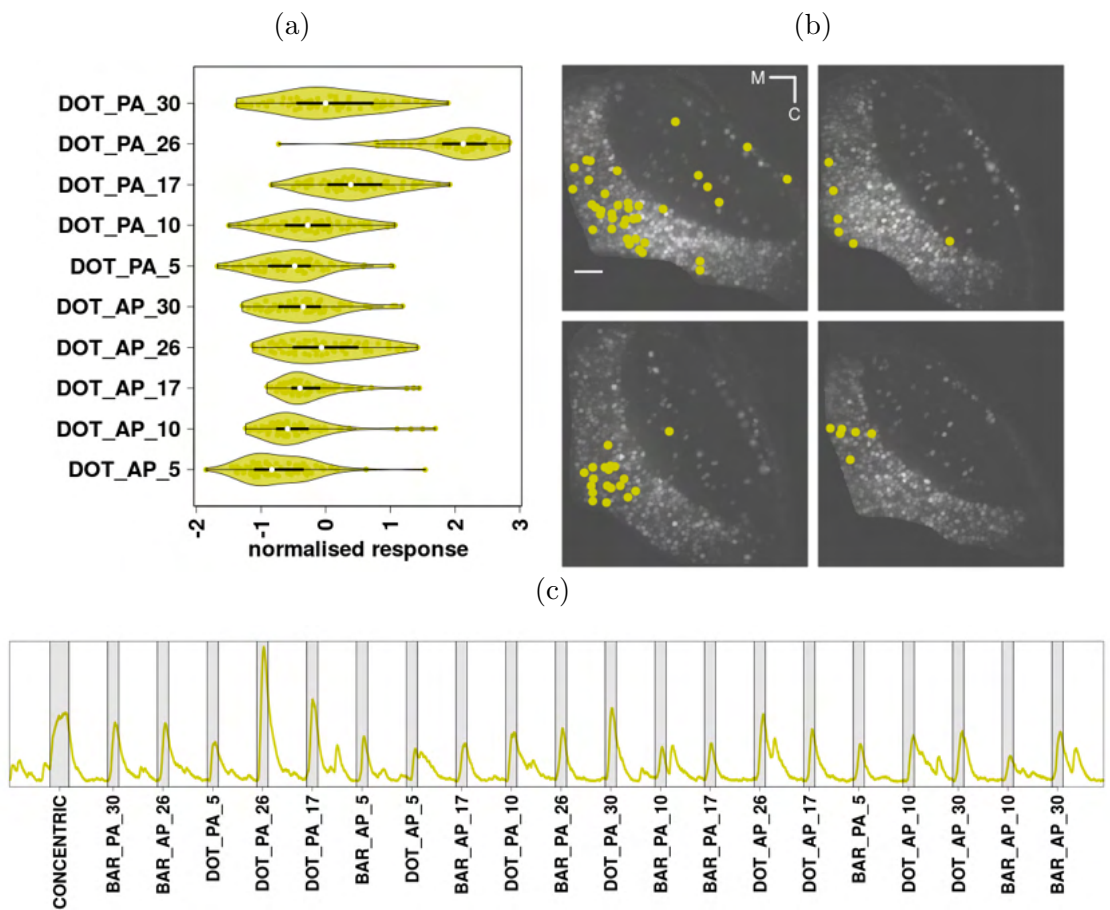 (a)
DOT_PA_30
DOT_PA_26
DOT_PA_17
DOT_PA_10
DOT_PA_5
DOT_AP_30
DOT_AP_26
DOT_AP_17
DOT_AP_10
DOT_AP_5
-2 -1 0 1 2 3
normalised response
(b)
M
C
(c)
CONCENTRIC
BAR_PA_30
BAR_AP_26
DOT_PA_5
DOT_PA_26
DOT_PA_17
BAR_AP_5
DOT_AP_5
BAR_AP_17
DOT_PA_10
BAR_PA_26
DOT_PA_30
BAR_PA_10
BAR_PA_17
DOT_AP_26
DOT_AP_17
BAR_PA_5
DOT_AP_10
DOT_AP_30
BAR_AP_10
BAR_AP_30